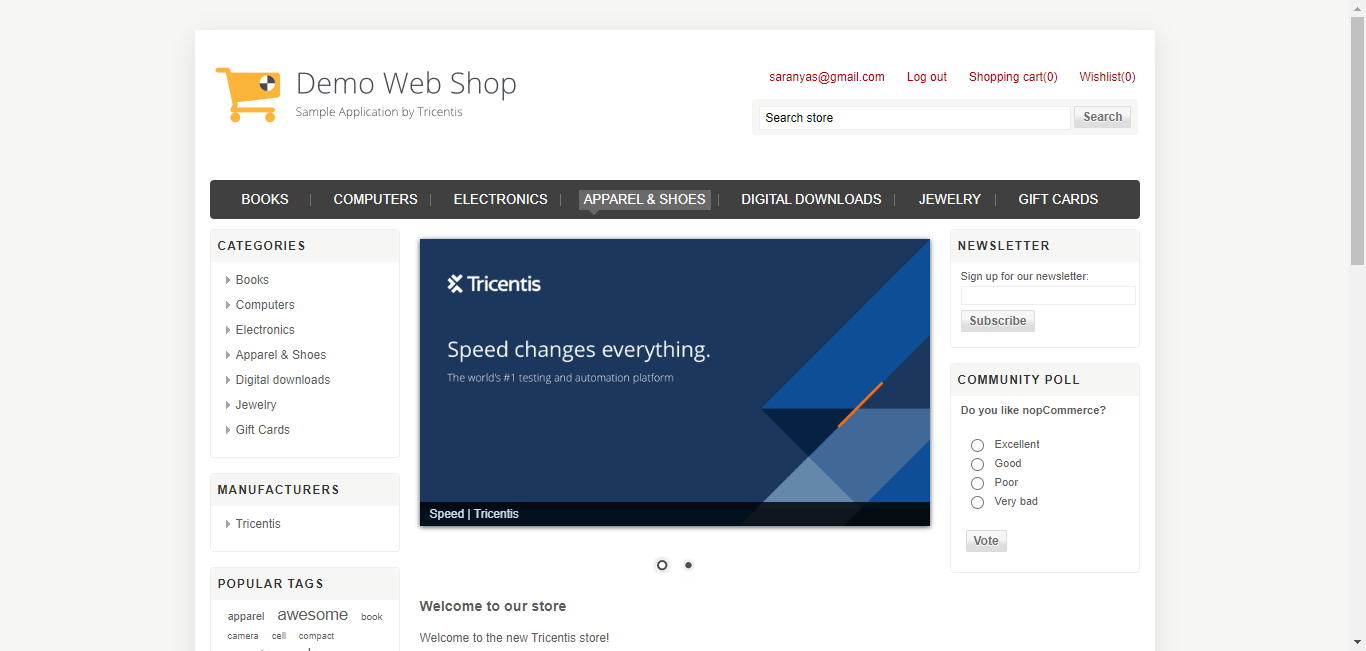 Demo Web Shop
Sample Application by Tricentis
saranyas@gmail.com Log out Shopping cart(0) Wishlist(0)
Search store Search
BOOKS COMPUTERS ELECTRONICS APPAREL & SHOES DIGITAL DOWNLOADS JEWELRY GIFT CARDS
CATEGORIES
Books
Computers
Electronics
Apparel & Shoes
Digital downloads
Jewelry
Gift Cards
MANUFACTURERS
Tricentis
POPULAR TAGS
apparel awesome book
camera cell compact
Tricentis
Speed changes everything.
The world's #1 testing and automation platform
Speed | Tricentis
Welcome to our store
Welcome to the new Tricentis store!
NEWSLETTER
Sign up for our newsletter:
Subscribe
COMMUNITY POLL
Do you like nopCommerce?
Excellent
Good
Poor
Very bad
Vote